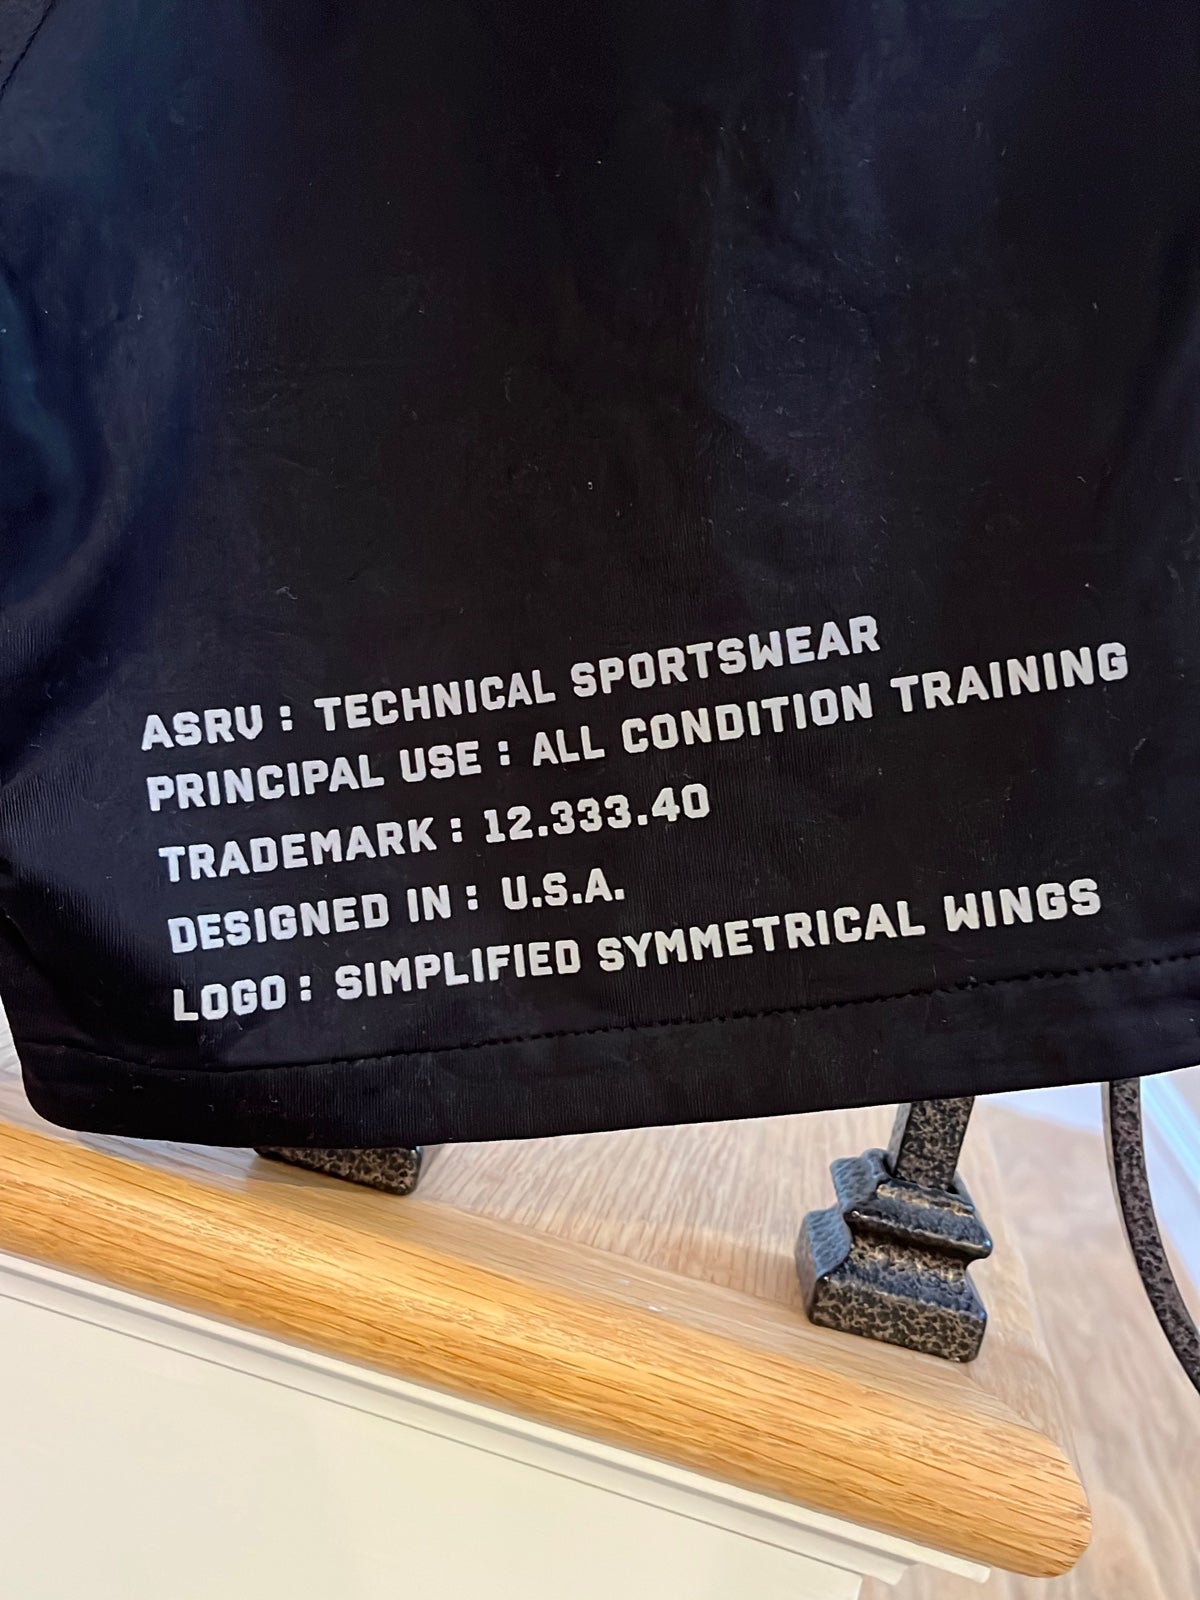 ASRV : TECHNICAL SPORTSWEAR
PRINCIPAL USE : ALL CONDITION TRAINING
TRADEMARK : 12.333.40
DESIGNED IN : U.S.A.
LOGO : SIMPLIFIED SYMMETRICAL WINGS